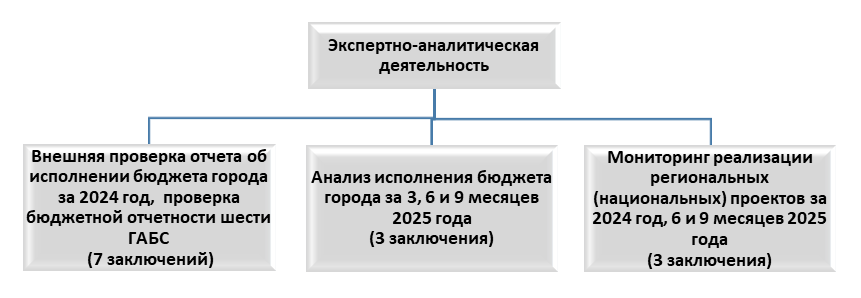 Экспертно-аналитическая
деятельность
Внешняя проверка отчета об
исполнении бюджета города
за 2024 год,  проверка
бюджетной отчетности шести
ГАБС
(7 заключений)
Анализ исполнения бюджета
города за 3, 6 и 9 месяцев
2025 года
(3 заключения)
Мониторинг реализации
региональных
(национальных) проектов за
2024 год, 6 и 9 месяцев 2025
года
(3 заключения)